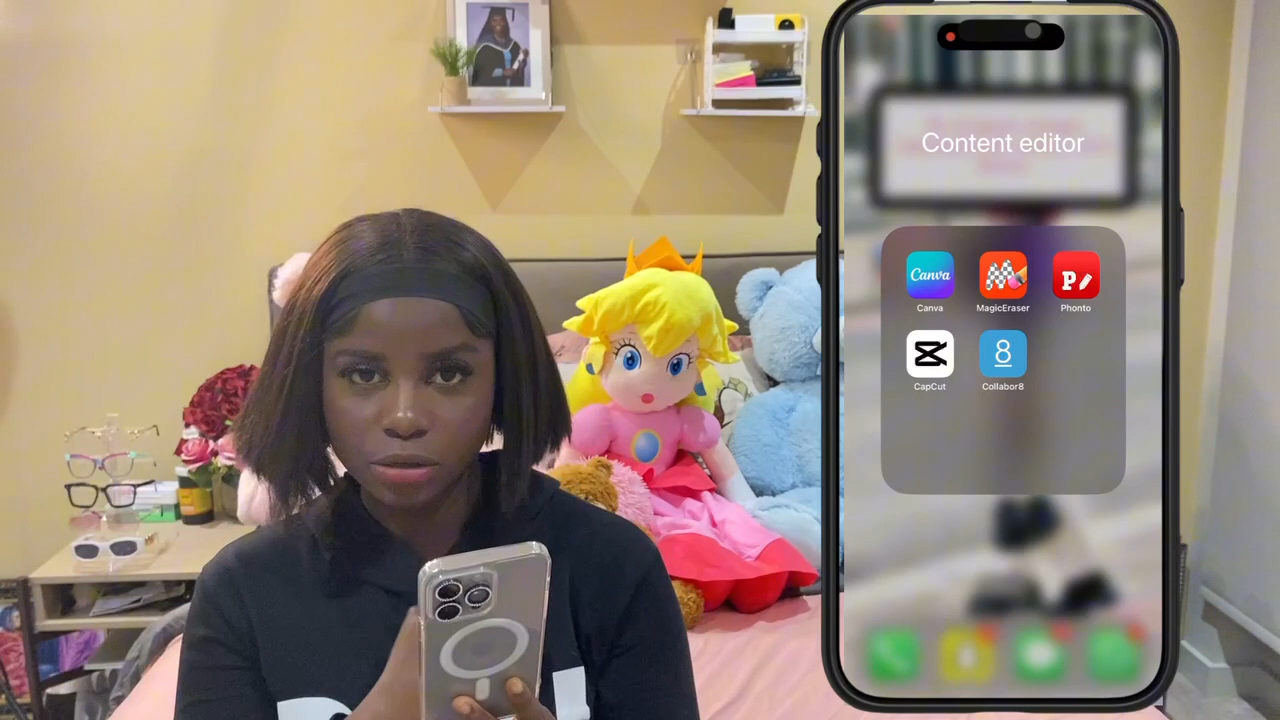 Content editor
Canva
P
Canva
MagicEraser
Phonto
8
CapCut
Collabor8